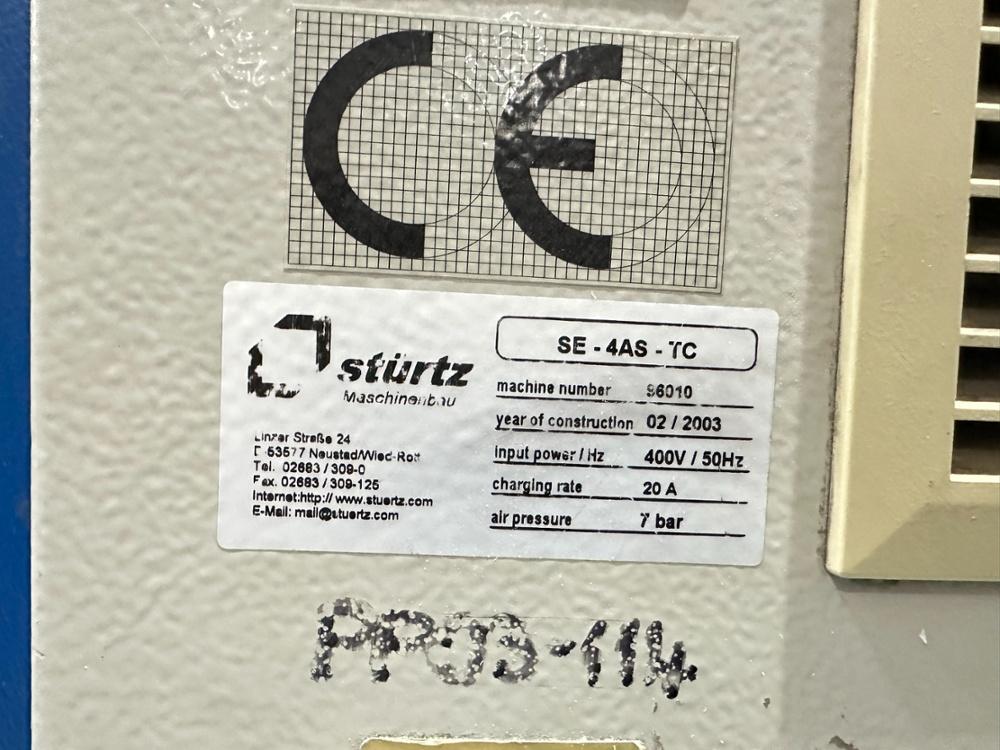 CE
SE - 4AS - TC
stürtz
Maschinenbau
machine number 96010
year of construction 02 / 2003
input power / Hz 400V / 50Hz
charging rate 20 A
air pressure 7 bar
Linzer Straße 24
D 53577 Neustad/Wied-Rott
Tel. 02683 / 309-0
Fax. 02683 / 309-125
Internet:http:// www.stuertz.com
E-Mail: mail@stuertz.com